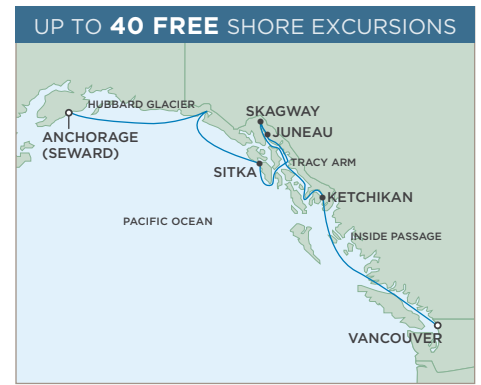 UP TO 40 FREE SHORE EXCURSIONS
HUBBARD GLACIER
SKAGWAY
ANCHORAGE
(SEWARD)
JUNEAU
TRACY ARM
SITKA
KETCHIKAN
PACIFIC OCEAN
INSIDE PASSAGE
VANCOUVER